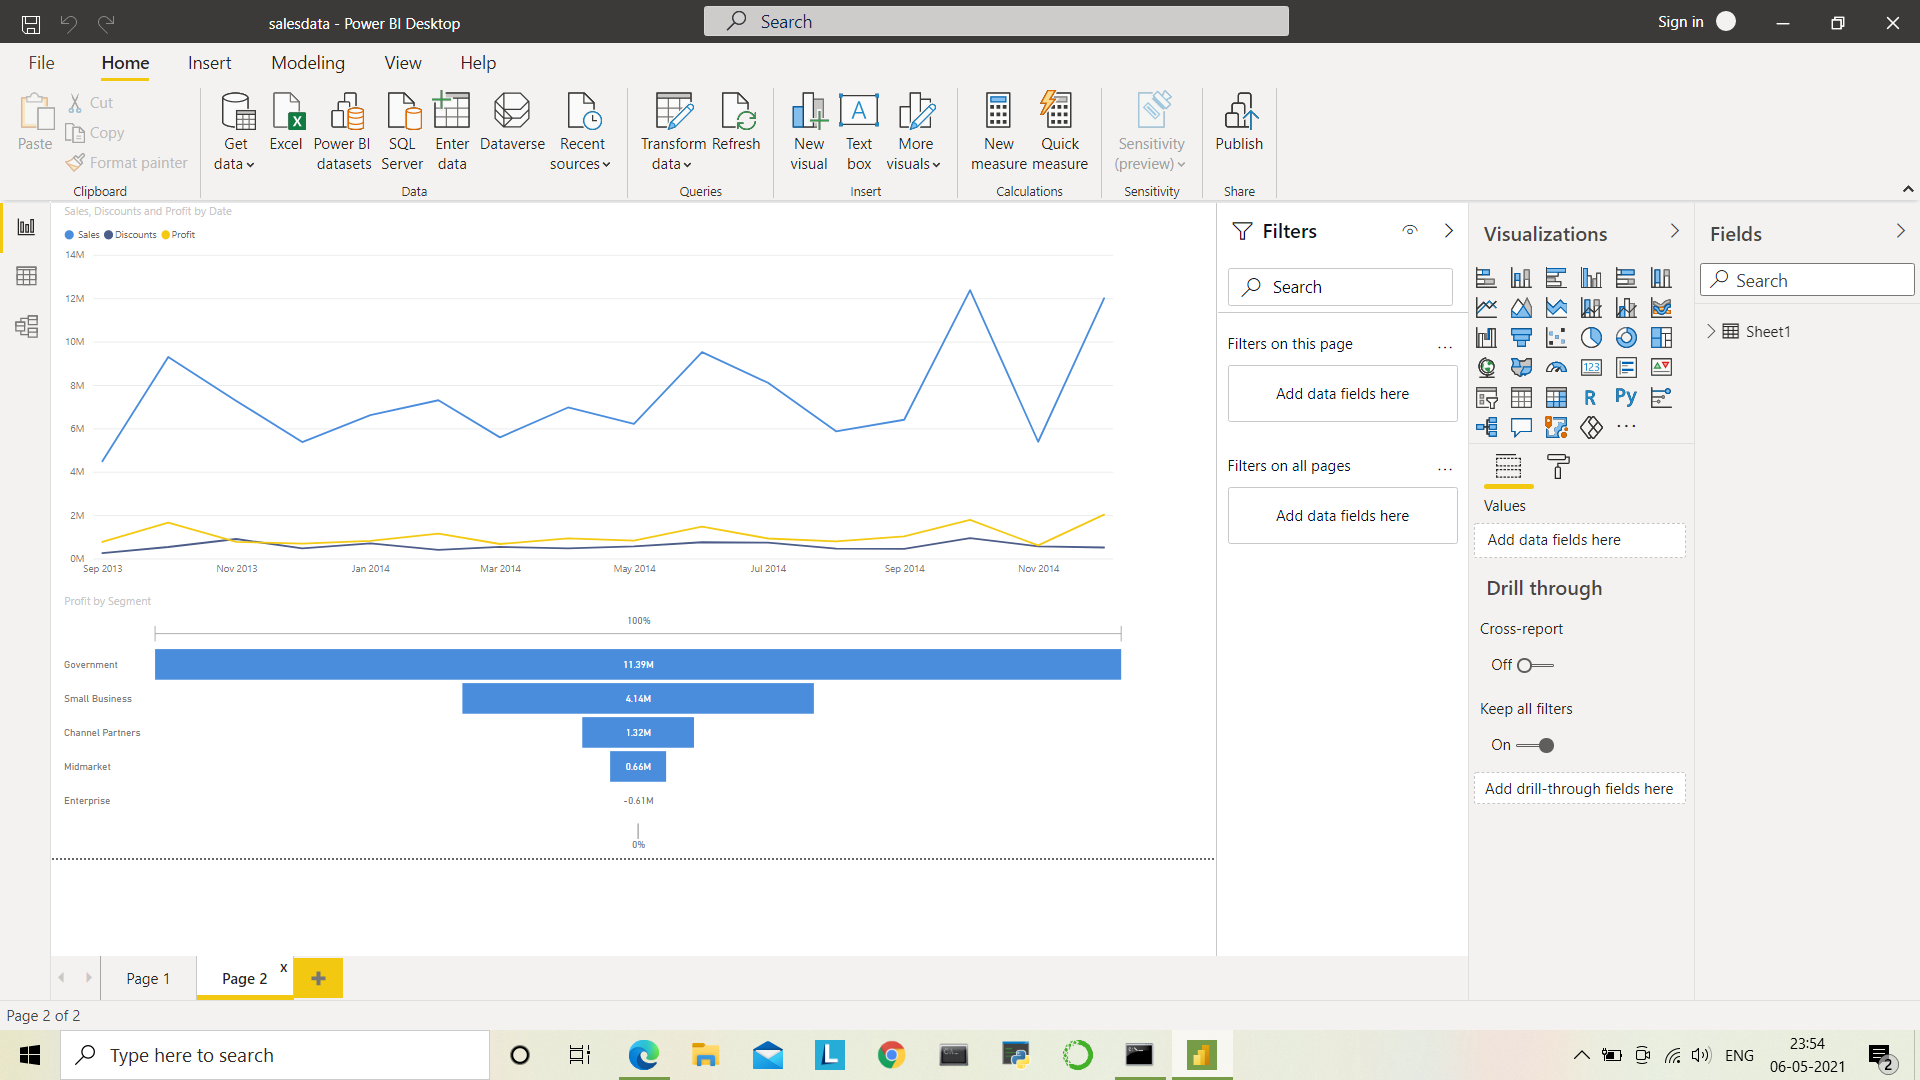 salesdata - Power BI Desktop
Search
Sign in
File Home Insert Modeling View Help
Paste
Cut
Copy
Format painter
Clipboard
Get data
Excel
Power BI datasets
SQL Server
Enter data
Dataverse
Recent sources
Data
Transform data
Refresh
Queries
New visual
Text box
More visuals
Insert
New measure
Quick measure
Calculations
Sensitivity (preview)
Sensitivity
Publish
Share
Sales, Discounts and Profit by Date
Sales Discounts Profit
14M
12M
10M
8M
6M
4M
2M
0M
Sep 2013 Nov 2013 Jan 2014 Mar 2014 May 2014 Jul 2014 Sep 2014 Nov 2014
Profit by Segment
100%
Government 11.39M
Small Business 4.14M
Channel Partners 1.32M
Midmarket 0.66M
Enterprise -0.61M
0%
Filters
Search
Filters on this page ...
Add data fields here
Filters on all pages ...
Add data fields here
Visualizations
123
R Py
...
Values
Add data fields here
Drill through
Cross-report
Off
Keep all filters
On
Add drill-through fields here
Fields
Search
Sheet1
Page 1
Page 2 x
+
Page 2 of 2
Type here to search
L
ENG
23:54
06-05-2021
2